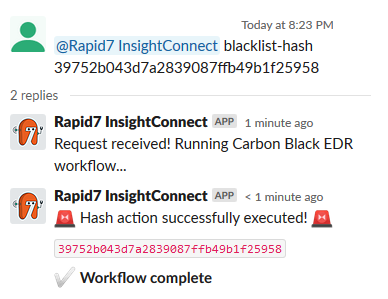 Today at 8:23 PM
@Rapid7 InsightConnect blacklist-hash
39752b043d7a2839087ffb49b1f25958
2 replies
Rapid7 InsightConnect APP 1 minute ago
Request received! Running Carbon Black EDR
workflow...
Rapid7 InsightConnect APP < 1 minute ago
🚨 Hash action successfully executed! 🚨
39752b043d7a2839087ffb49b1f25958
✔️ Workflow complete